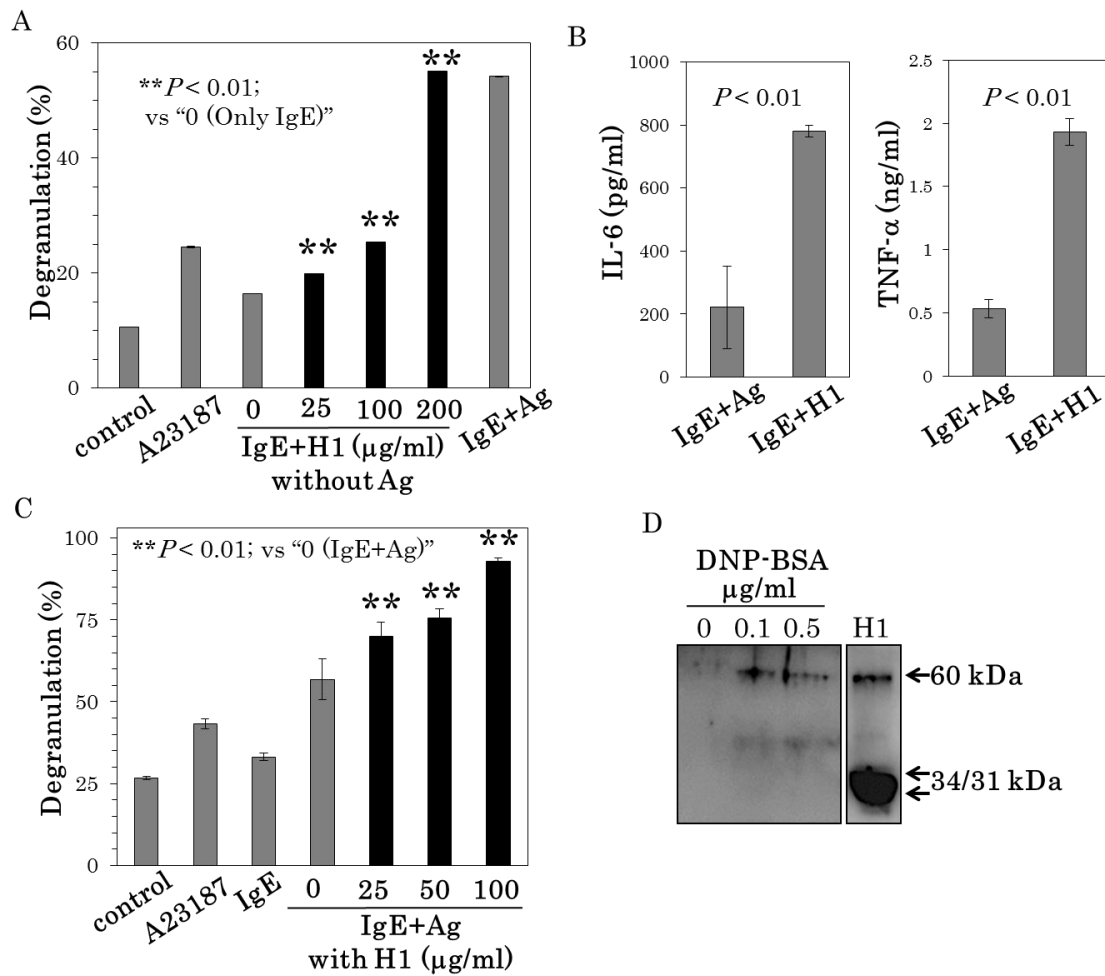 A
60
40
20
0
Degranulation (%)
**P < 0.01;
vs “0 (Only IgE)”
**
**
**
control
A23187
0 25 100 200
IgE+H1 (μg/ml)
without Ag
IgE+Ag
B
1000
800
600
400
200
0
IL-6 (pg/ml)
P < 0.01
IgE+Ag
IgE+H1
2
1.5
1
0.5
0
TNF-α (ng/ml)
P < 0.01
IgE+Ag
IgE+H1
C
100
75
50
25
0
Degranulation (%)
**P < 0.01; vs “0 (IgE+Ag)”
**
**
**
control
A23187
IgE
0 25 50 100
IgE+Ag
with H1 (μg/ml)
D
DNP-BSA
μg/ml
0 0.1 0.5 H1
60 kDa
34/31 kDa